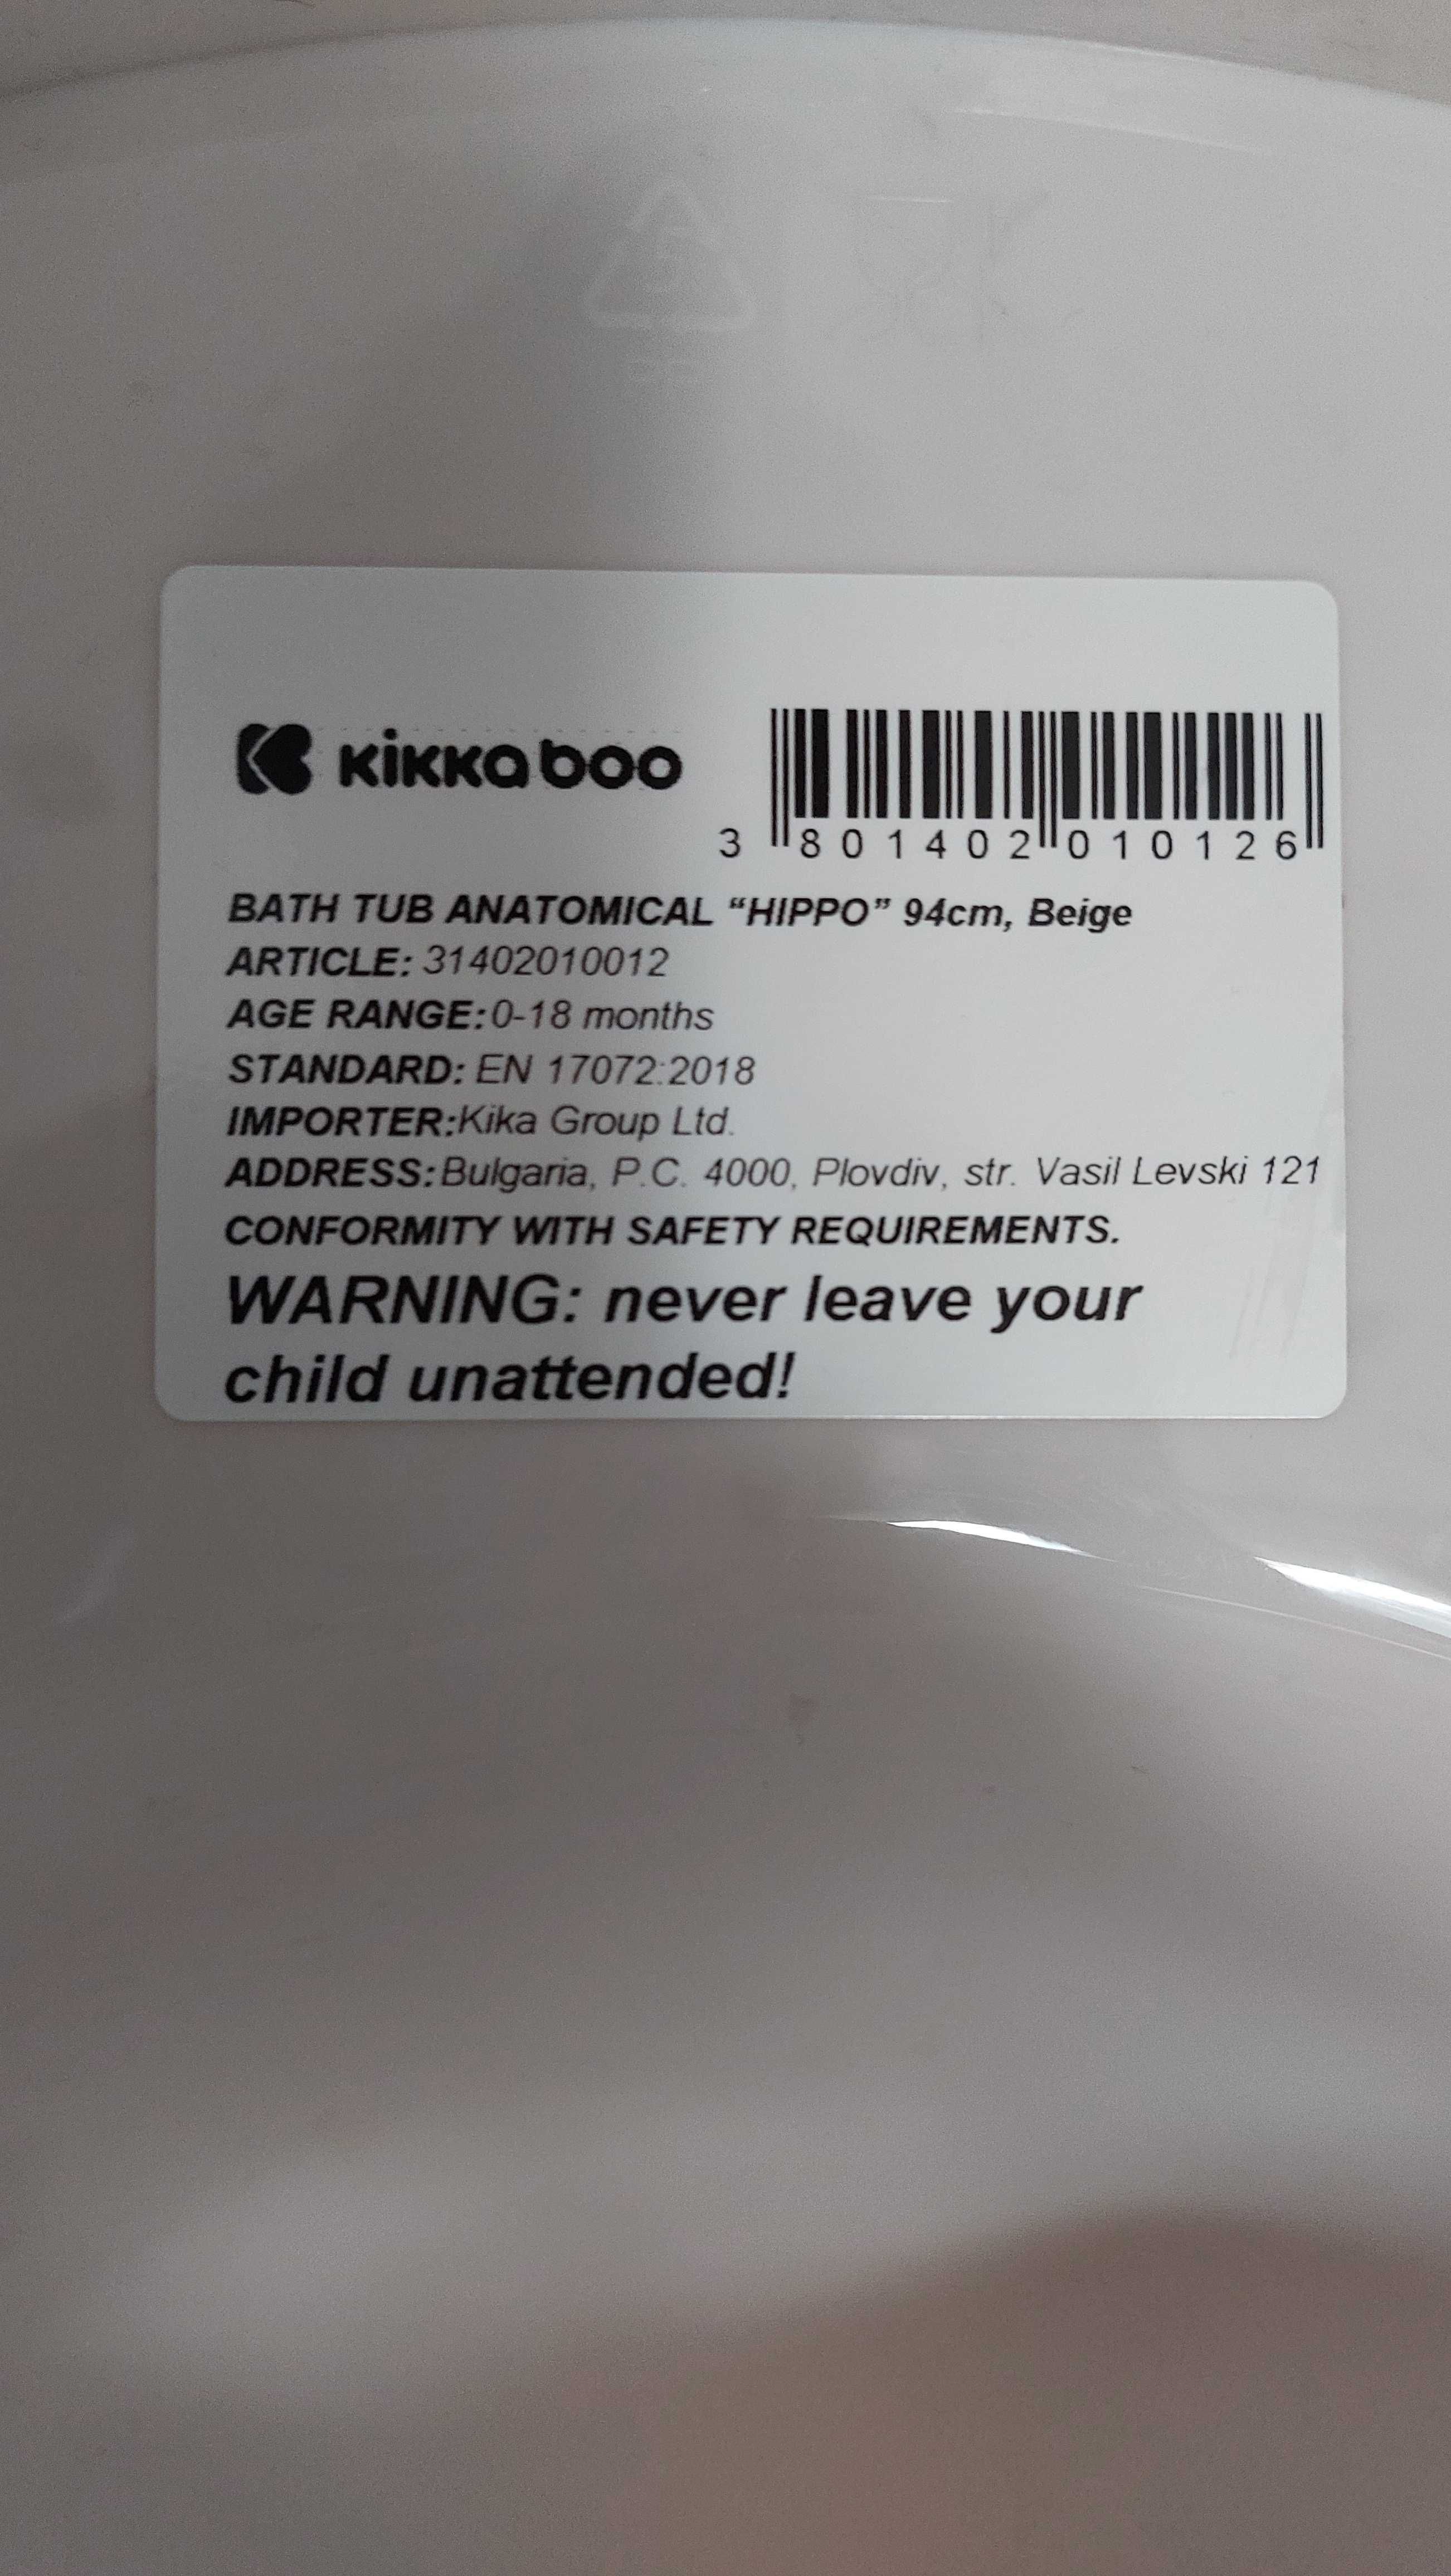 5
PP
kikka boo
3 801402 010126
BATH TUB ANATOMICAL “HIPPO” 94cm, Beige
ARTICLE: 31402010012
AGE RANGE: 0-18 months
STANDARD: EN 17072:2018
IMPORTER:Kika Group Ltd.
ADDRESS: Bulgaria, P.C. 4000, Plovdiv, str. Vasil Levski 121
CONFORMITY WITH SAFETY REQUIREMENTS.
WARNING: never leave your
child unattended!